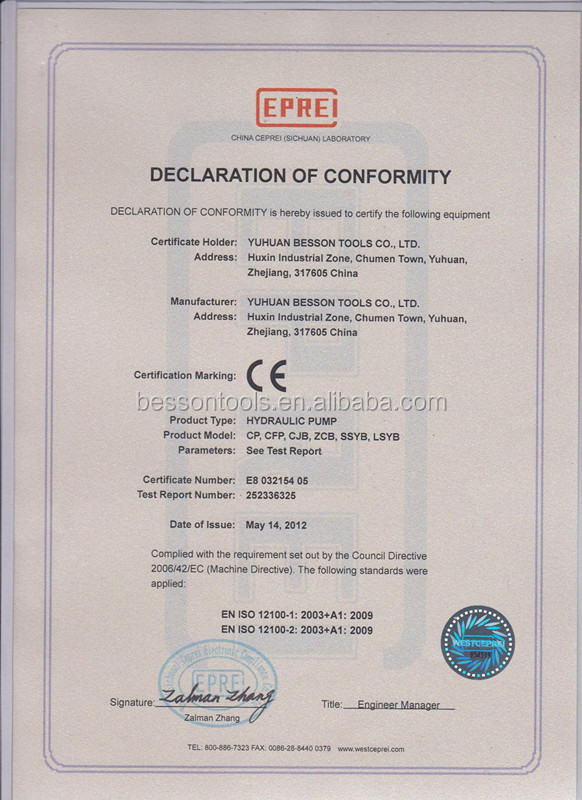 EPREI
CHINA CEPREI (SICHUAN) LABORATORY
DECLARATION OF CONFORMITY
DECLARATION OF CONFORMITY is hereby issued to certify the following equipment
Certificate Holder: YUHUAN BESSON TOOLS CO., LTD.
Address: Huxin Industrial Zone, Chumen Town, Yuhuan,
Zhejiang, 317605 China
Manufacturer: YUHUAN BESSON TOOLS CO., LTD.
Address: Huxin Industrial Zone, Chumen Town, Yuhuan,
Zhejiang, 317605 China
Certification Marking: CE
bessontools.en.alibaba.com
Product Type: HYDRAULIC PUMP
Product Model: CP, CFP, CJB, ZCB, SSYB, LSYB
Parameters: See Test Report
Certificate Number: E8 032154 05
Test Report Number: 252336325
Date of Issue: May 14, 2012
Complied with the requirement set out by the Council Directive
2006/42/EC (Machine Directive). The following standards were
applied:
EN ISO 12100-1: 2003+A1: 2009
EN ISO 12100-2: 2003+A1: 2009
WESTCEPREI
EPREI
Signature: Zalman Zhang
Title: Engineer Manager
Zalman Zhang
TEL: 800-886-7323 FAX: 0086-28-8440 0379 www.westceprei.com